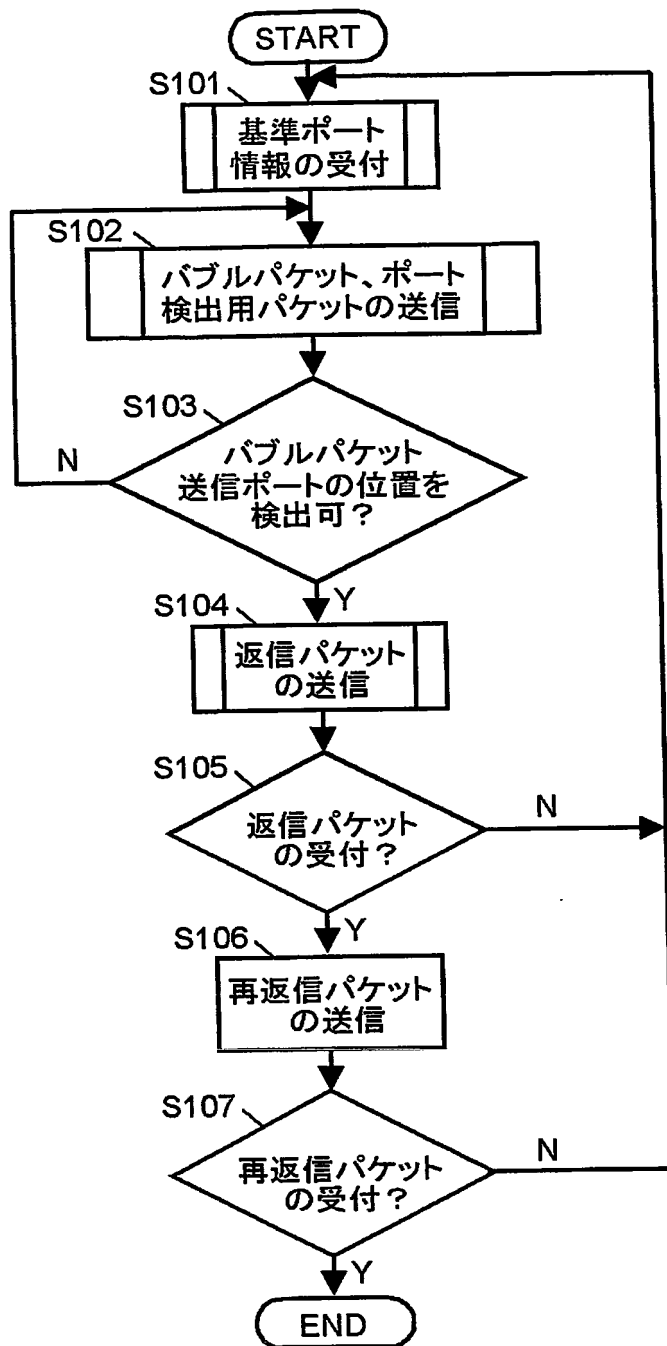 START
S101
基準ポート
情報の受付
S102
バブルパケット、ポート
検出用パケットの送信
S103
バブルパケット
送信ポートの位置を
検出可？
N
Y
S104
返信パケット
の送信
S105
返信パケット
の受付？
N
Y
S106
再返信パケット
の送信
S107
再返信パケット
の受付？
N
Y
END